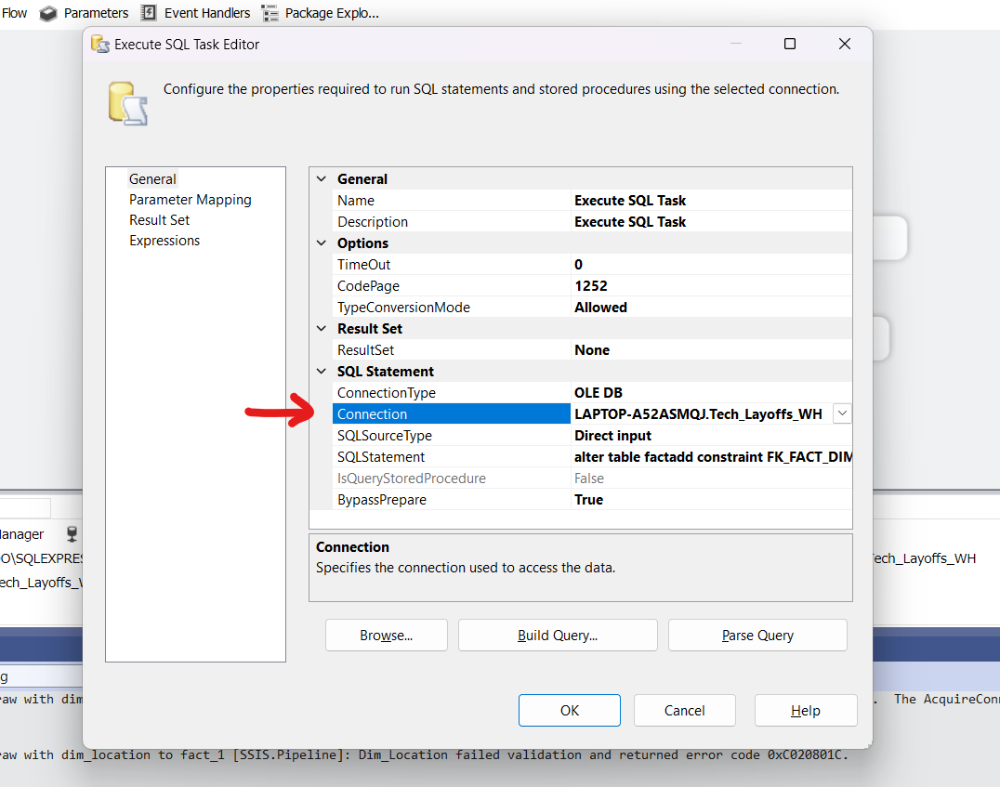 Flow Parameters Event Handlers Package Explo...
Execute SQL Task Editor
Configure the properties required to run SQL statements and stored procedures using the selected connection.
General
Parameter Mapping
Result Set
Expressions
General
Name Execute SQL Task
Description Execute SQL Task
Options
TimeOut 0
CodePage 1252
TypeConversionMode Allowed
Result Set
ResultSet None
SQL Statement
ConnectionType OLE DB
Connection LAPTOP-A52ASMQJ.Tech_Layoffs_WH
SQLSourceType Direct input
SQLStatement alter table factadd constraint FK_FACT_DIM
IsQueryStoredProcedure False
BypassPrepare True
Connection
Specifies the connection used to access the data.
Browse... Build Query... Parse Query
OK Cancel Help
anager
O\SQLEXPRES
ech_Layoffs_WH
ech_Layoffs_W
g
raw with dim . The AcquireConn
raw with dim_location to fact_1 [SSIS.Pipeline]: Dim_Location failed validation and returned error code 0xC020801C.